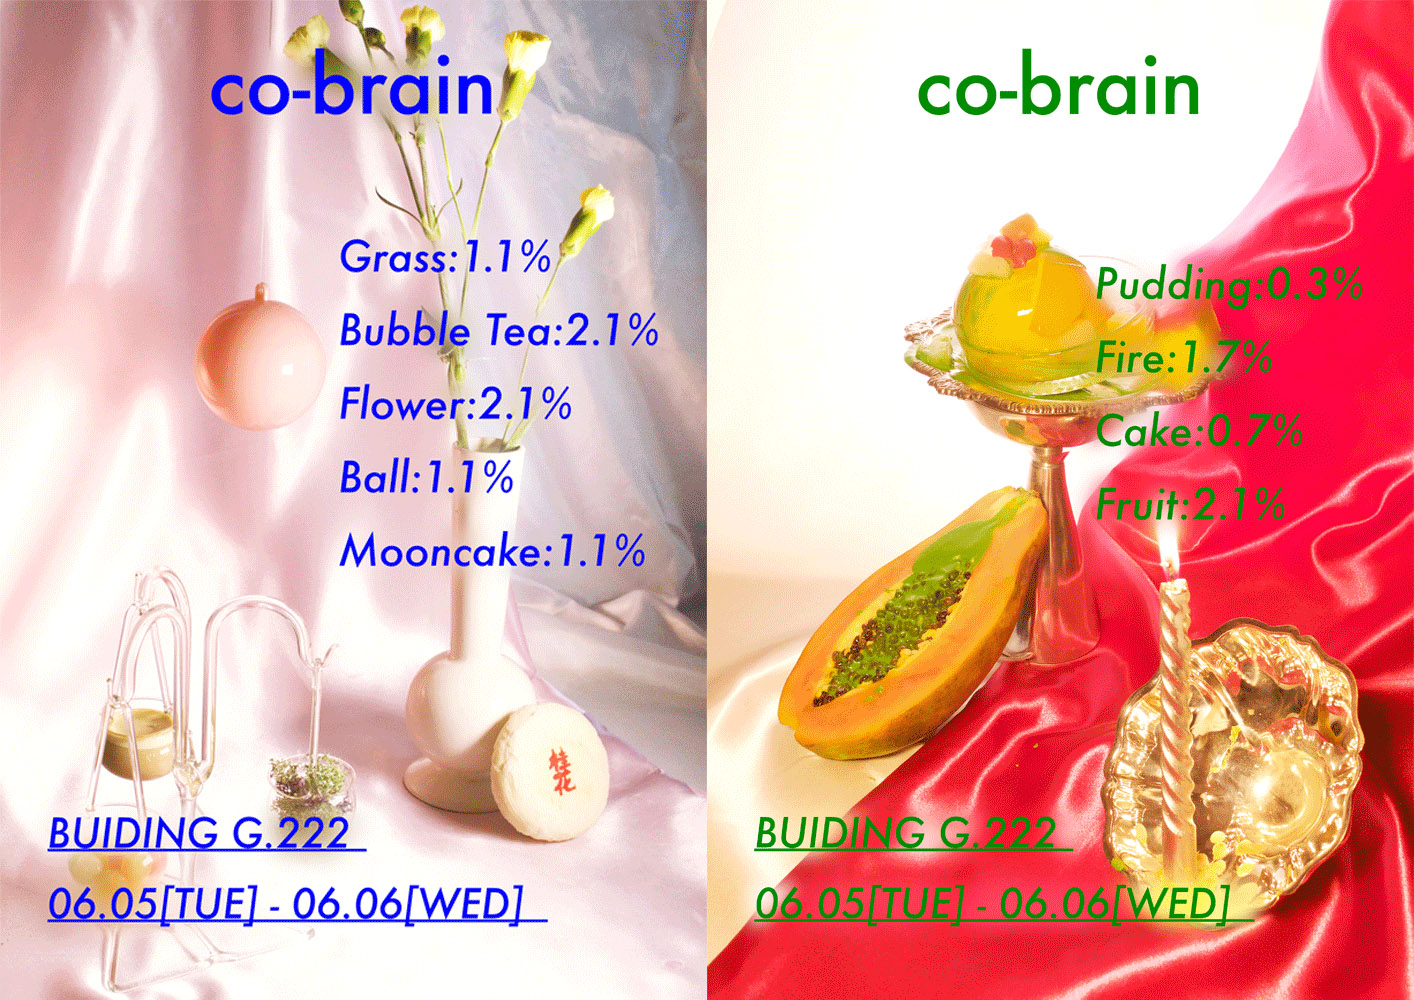 co-brain
Grass:1.1%
Bubble Tea:2.1%
Flower:2.1%
Ball:1.1%
Mooncake:1.1%
桂花
BUIDING G.222
06.05[TUE] - 06.06[WED]
co-brain
Pudding:0.3%
Fire:1.7%
Cake:0.7%
Fruit:2.1%
BUIDING G.222
06.05[TUE] - 06.06[WED]